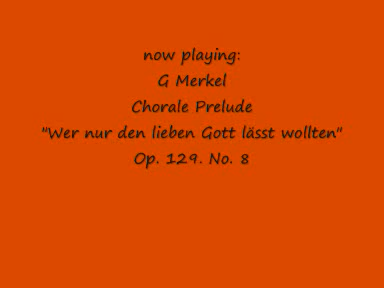 now playing:
G Merkel
Chorale Prelude
"Wer nur den lieben Gott lässt wollten"
Op. 129. No. 8